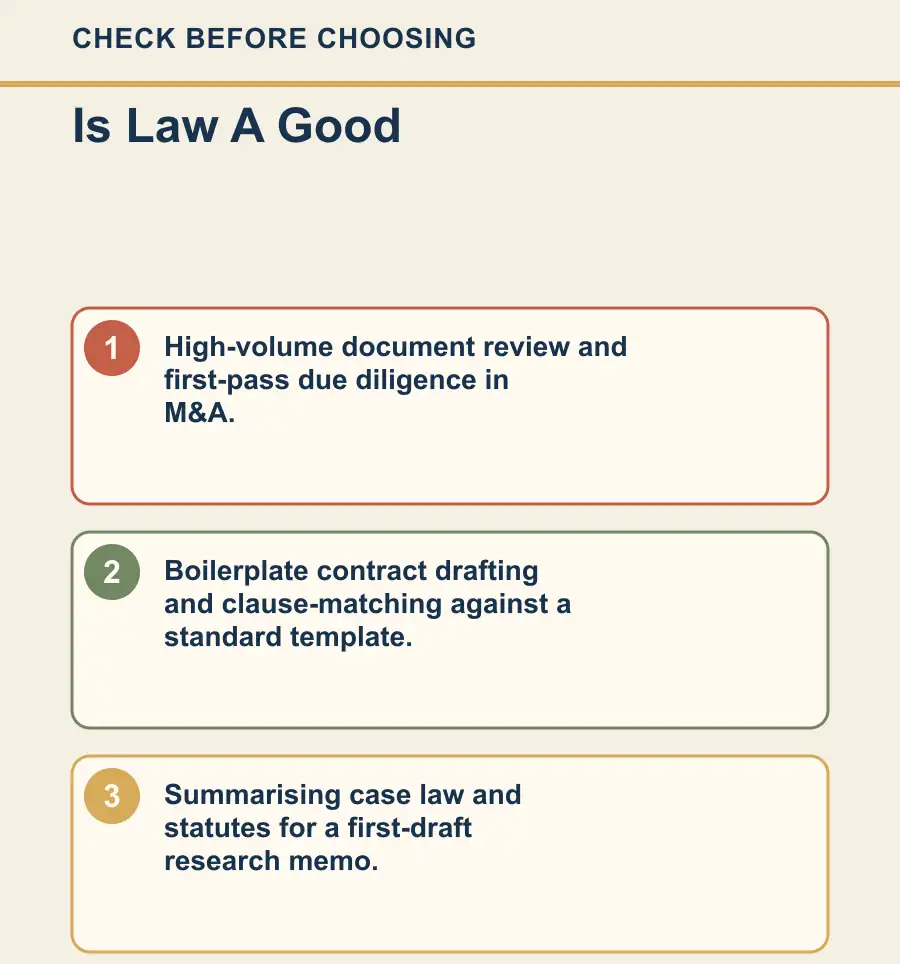 CHECK BEFORE CHOOSING
Is Law A Good
1
High-volume document review and
first-pass due diligence in
M&A.
2
Boilerplate contract drafting
and clause-matching against a
standard template.
3
Summarising case law and
statutes for a first-draft
research memo.